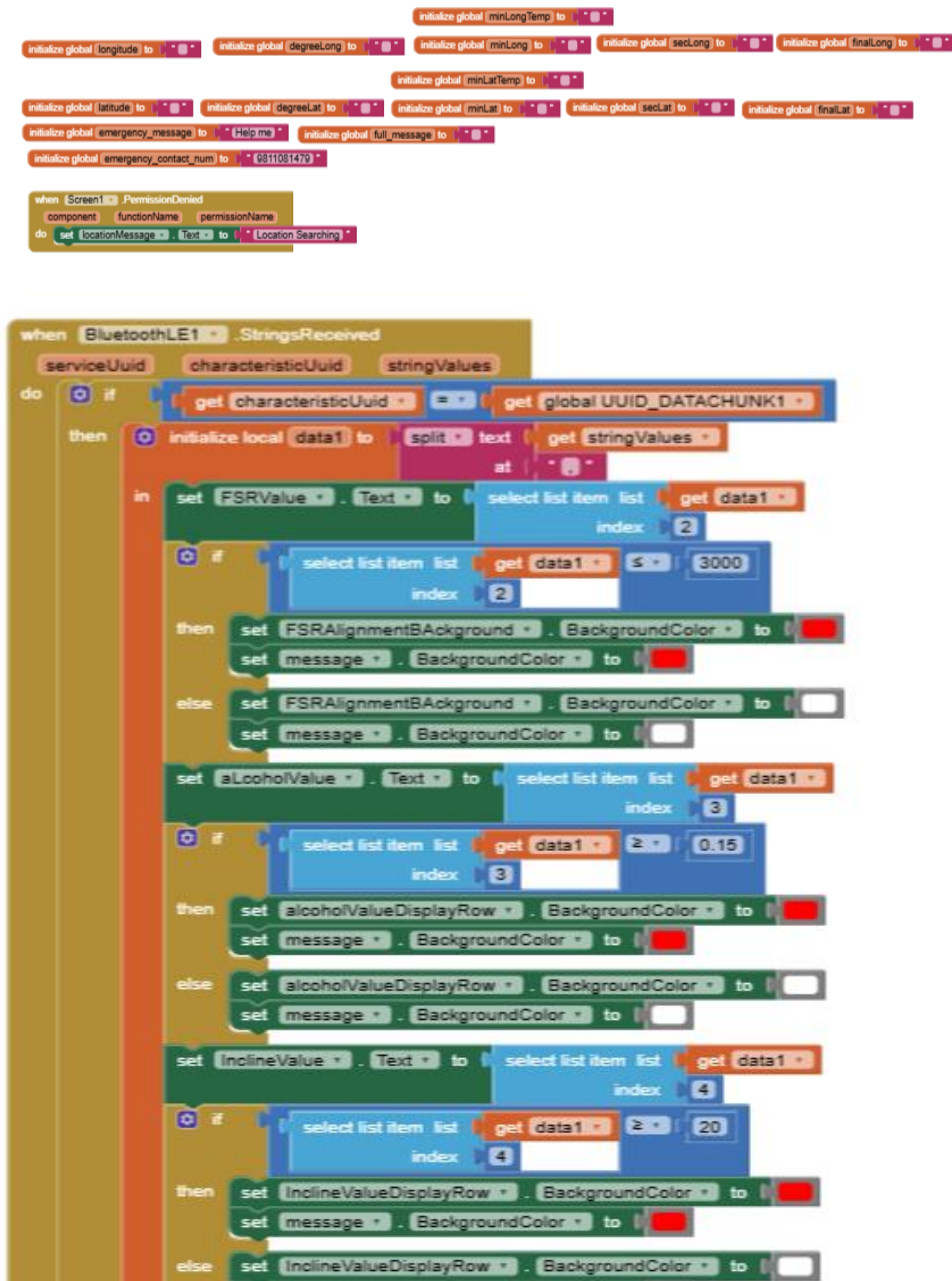 initialize global minLongTemp to " "
initialize global longitude to " " initialize global degreeLong to " " initialize global minLong to " " initialize global secLong to " " initialize global finalLong to " "
initialize global minLatTemp to " "
initialize global latitude to " " initialize global degreeLat to " " initialize global minLat to " " initialize global secLat to " " initialize global finalLat to " "
initialize global emergency_message to " Help me " initialize global full_message to " "
initialize global emergency_contact_num to " 9811081479 "
when Screen1 .PermissionDenied
component functionName permissionName
do set locationMessage . Text to " Location Searching "
when BluetoothLE1 .StringsReceived
serviceUuid characteristicUuid stringValues
do if get characteristicUuid = get global UUID_DATACHUNK1
then initialize local data1 to split text get stringValues
at " , "
in set FSRValue . Text to select list item list get data1
index 2
if select list item list get data1 ≤ 3000
index 2
then set FSRAlignmentBAckground . BackgroundColor to
set message . BackgroundColor to
else set FSRAlignmentBAckground . BackgroundColor to
set message . BackgroundColor to
set aLcoholValue . Text to select list item list get data1
index 3
if select list item list get data1 ≥ 0.15
index 3
then set alcoholValueDisplayRow . BackgroundColor to
set message . BackgroundColor to
else set alcoholValueDisplayRow . BackgroundColor to
set message . BackgroundColor to
set InclineValue . Text to select list item list get data1
index 4
if select list item list get data1 ≥ 20
index 4
then set InclineValueDisplayRow . BackgroundColor to
set message . BackgroundColor to
else set InclineValueDisplayRow . BackgroundColor to